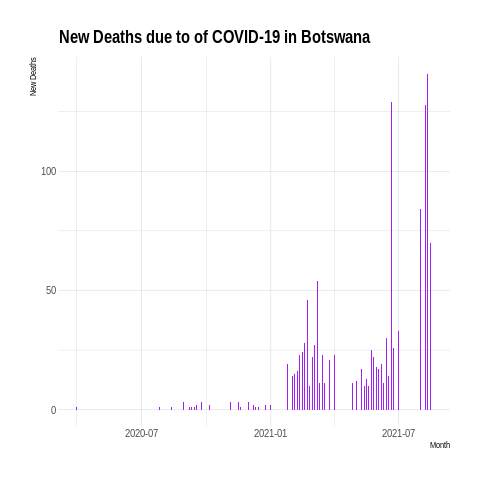 New Deaths due to of COVID-19 in Botswana
New Deaths
100
50
0
2020-07
2021-01
2021-07
Month